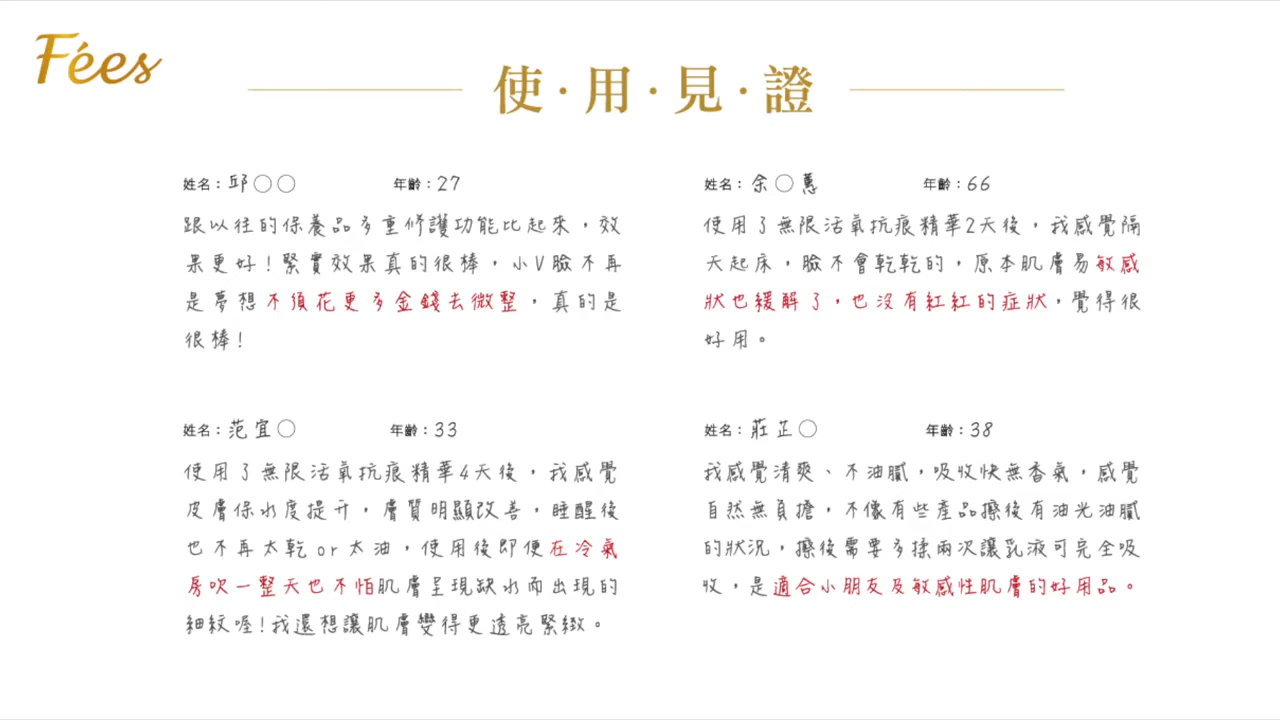 Fées
使·用·見·證
姓名：邱○○ 年齡：27
跟以往的保養品多重修護功能比起來，效
果更好！緊實效果真的很棒，小V臉不再
是夢想不須花更多金錢去微整，真的是
很棒！
姓名：余○蕙 年齡：66
使用了無限活氧抗痕精華2天後，我感覺隔
天起床，臉不會乾乾的，原本肌膚易敏感
狀也緩解了，也沒有紅紅的症狀，覺得很
好用。
姓名：范宜○ 年齡：33
使用了無限活氧抗痕精華4天後，我感覺
皮膚保水度提升，膚質明顯改善，睡醒後
也不再太乾or太油，使用後即便在冷氣
房吹一整天也不怕肌膚呈現缺水而出現的
細紋喔！我還想讓肌膚變得更透亮緊緻。
姓名：莊芷○ 年齡：38
我感覺清爽、不油膩，吸收快無香氣，感覺
自然無負擔，不像有些產品擦後有油光油膩
的狀況，擦後需要多揉兩次讓乳液可完全吸
收，是適合小朋友及敏感性肌膚的好用品。